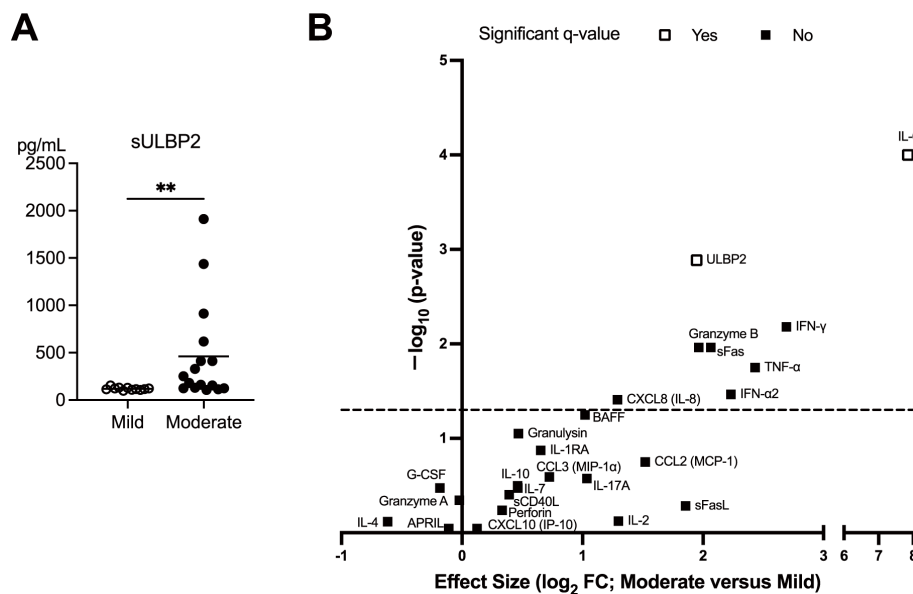 A
sULBP2
pg/mL
2500
2000
1500
1000
500
0
**
Mild
Moderate
B
Significant q-value
Yes
No
5
4
3
2
1
– log10 (p-value)
ULBP2
IFN-γ
Granzyme B
sFas
TNF-α
IFN-α2
CXCL8 (IL-8)
BAFF
Granulysin
IL-1RA
CCL2 (MCP-1)
CCL3 (MIP-1α)
IL-10
IL-17A
G-CSF
IL-7
sCD40L
Granzyme A
Perforin
sFasL
IL-4
APRIL
CXCL10 (IP-10)
IL-2
-1
0
1
2
3
6
7
8
Effect Size (log2 FC; Moderate versus Mild)